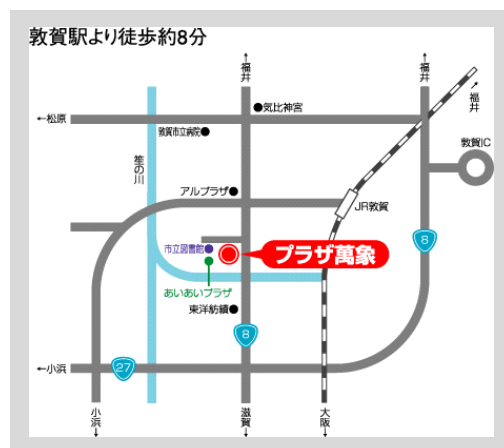 敦賀駅より徒歩約8分
↑
福井
↑
福井
↑
福井
←松原
気比神宮
敦賀市立病院
敦賀IC
笙の川
アルプラザ
JR敦賀
8
市立図書館
プラザ萬象
あいあいプラザ
東洋紡績
8
←小浜
27
小浜
↓
滋賀
↓
大阪
↓